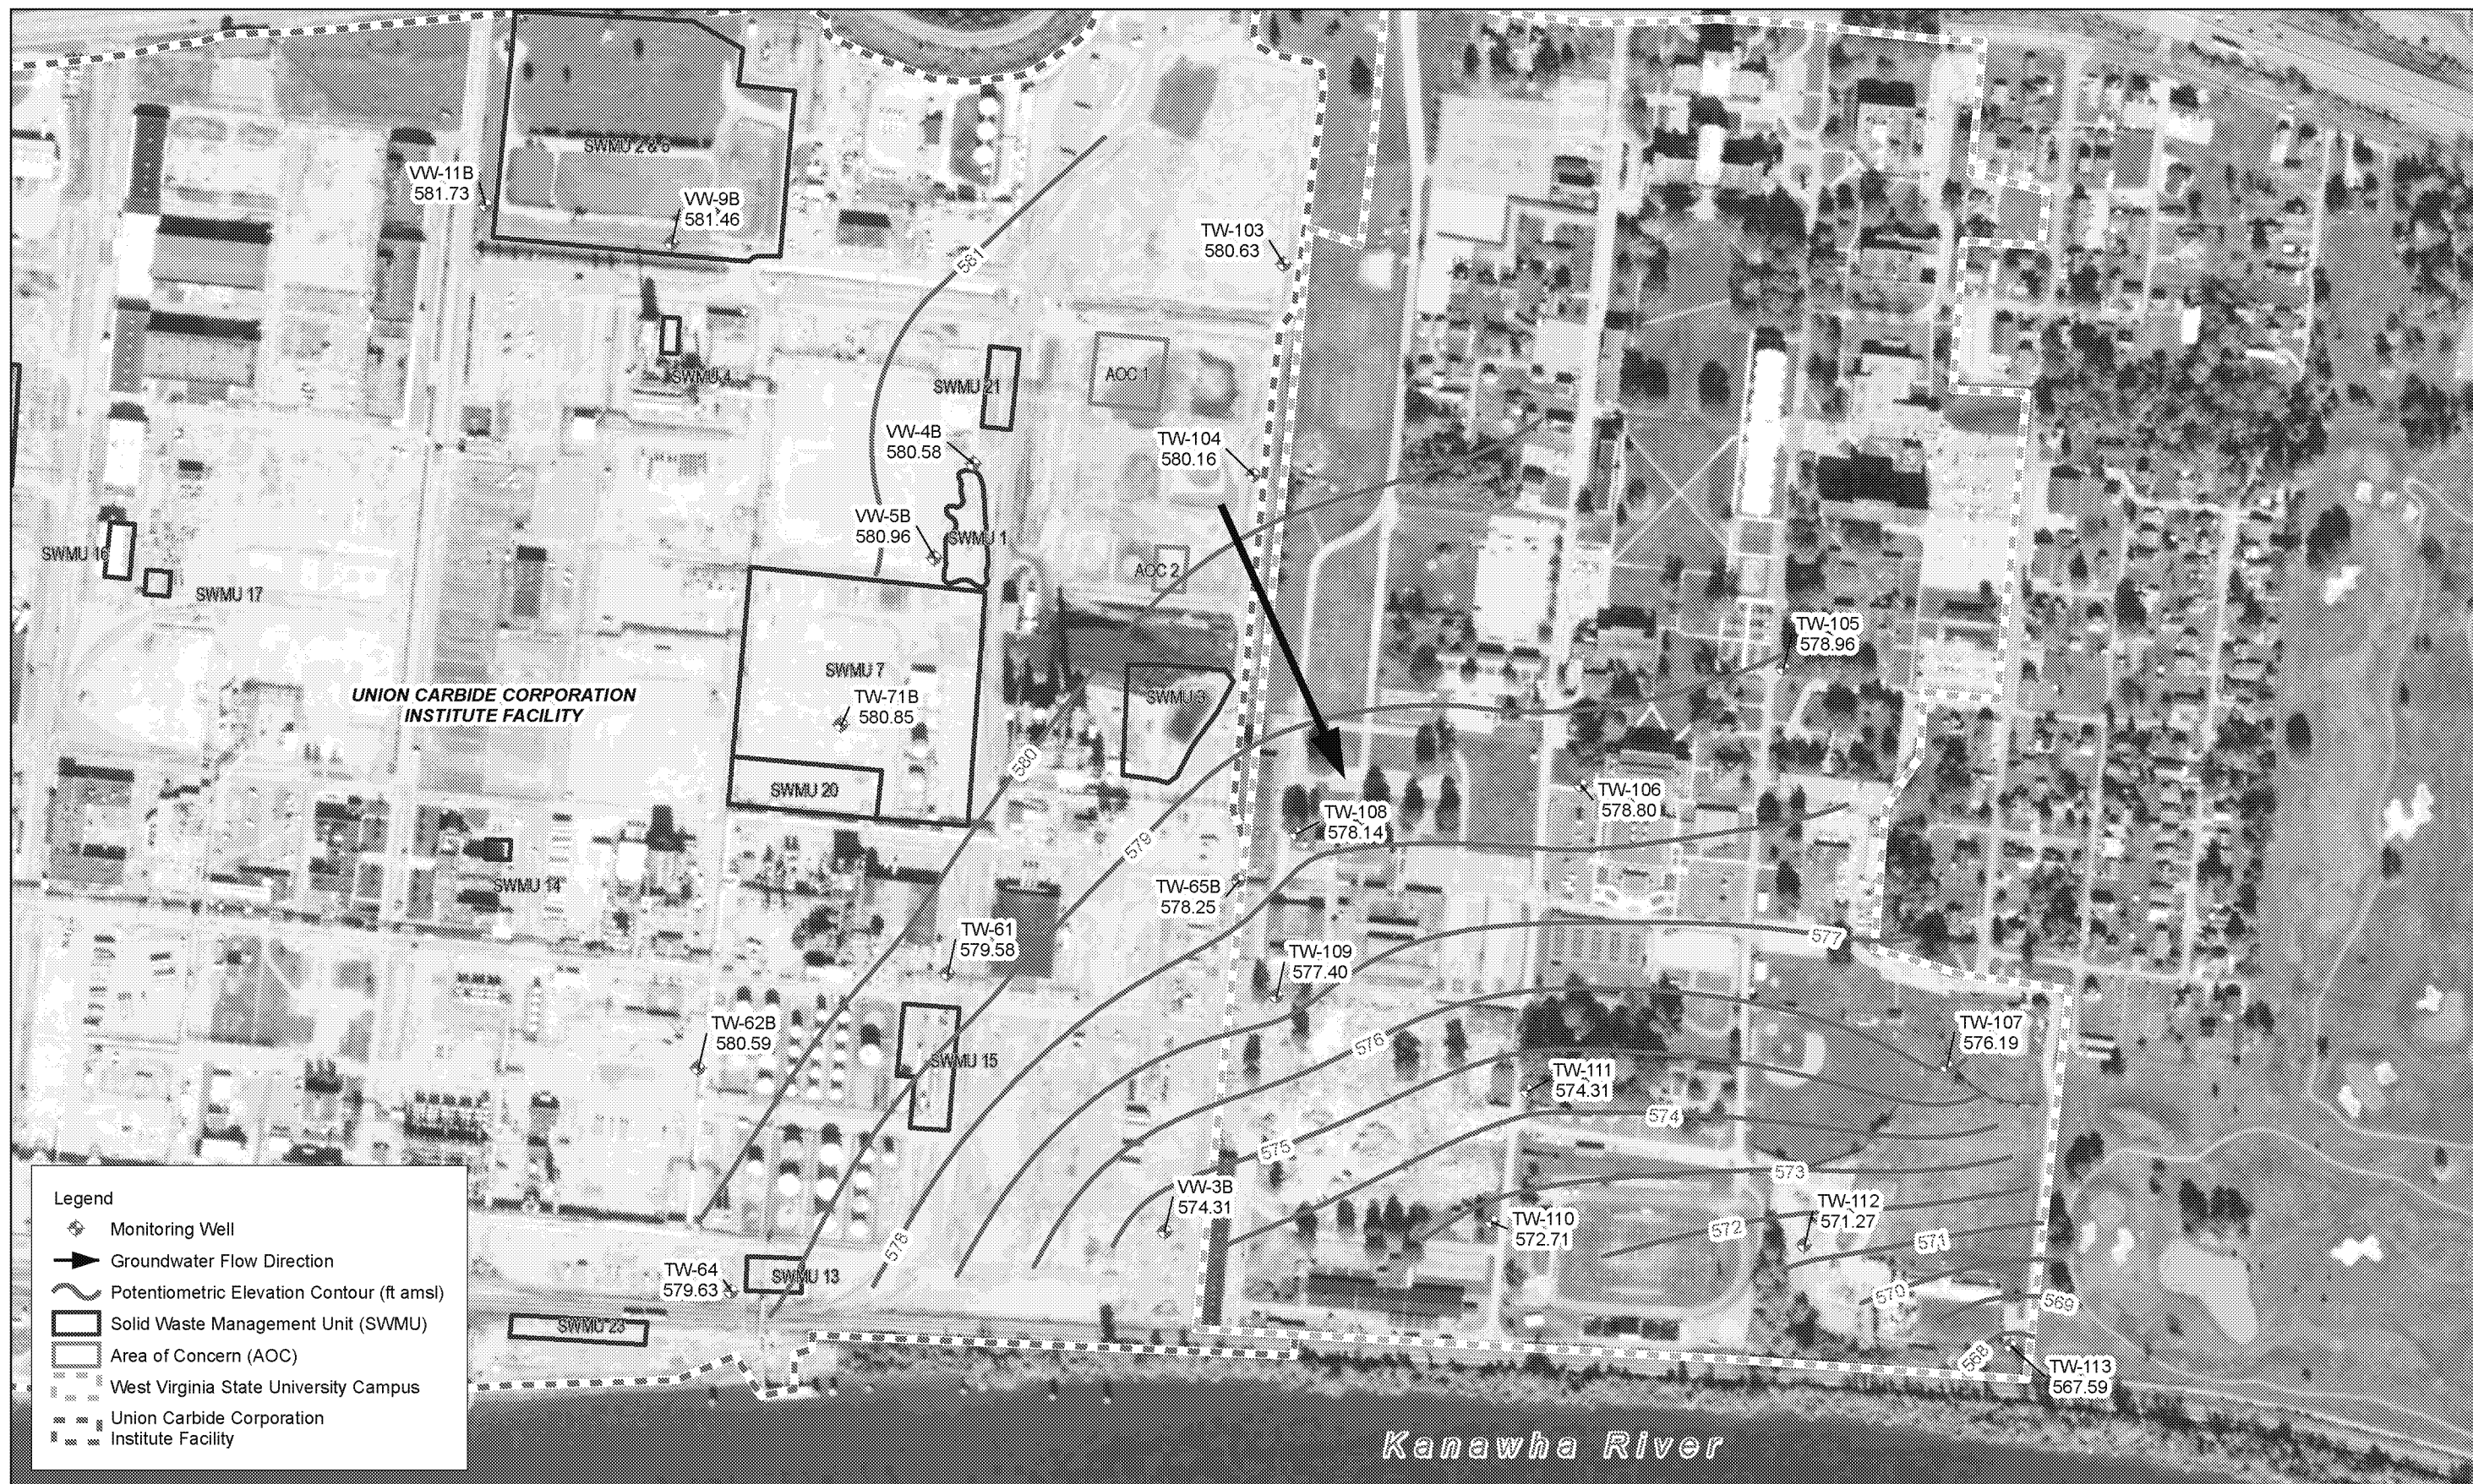 SWMU 2 & 5
VW-11B
581.73
VW-9B
581.46
TW-103
580.63
581
SWMU 4
SWMU 21
AOC 1
VW-4B
580.58
TW-104
580.16
VW-5B
580.96
SWMU 1
SWMU 16
SWMU 17
AOC 2
TW-105
578.96
SWMU 7
SWMU 3
UNION CARBIDE CORPORATION
INSTITUTE FACILITY
TW-71B
580.85
580
SWMU 20
TW-106
578.80
TW-108
578.14
579
SWMU 14
TW-65B
578.25
TW-61
579.58
577
TW-109
577.40
TW-62B
580.59
TW-107
576.19
576
SWMU 15
TW-111
574.31
574
575
573
VW-3B
574.31
TW-112
571.27
TW-110
572.71
572
571
578
TW-64
579.63
SWMU 13
570
569
SWMU 23
568
TW-113
567.59
Kanawha River
Legend
Monitoring Well
Groundwater Flow Direction
Potentiometric Elevation Contour (ft amsl)
Solid Waste Management Unit (SWMU)
Area of Concern (AOC)
West Virginia State University Campus
Union Carbide Corporation
Institute Facility